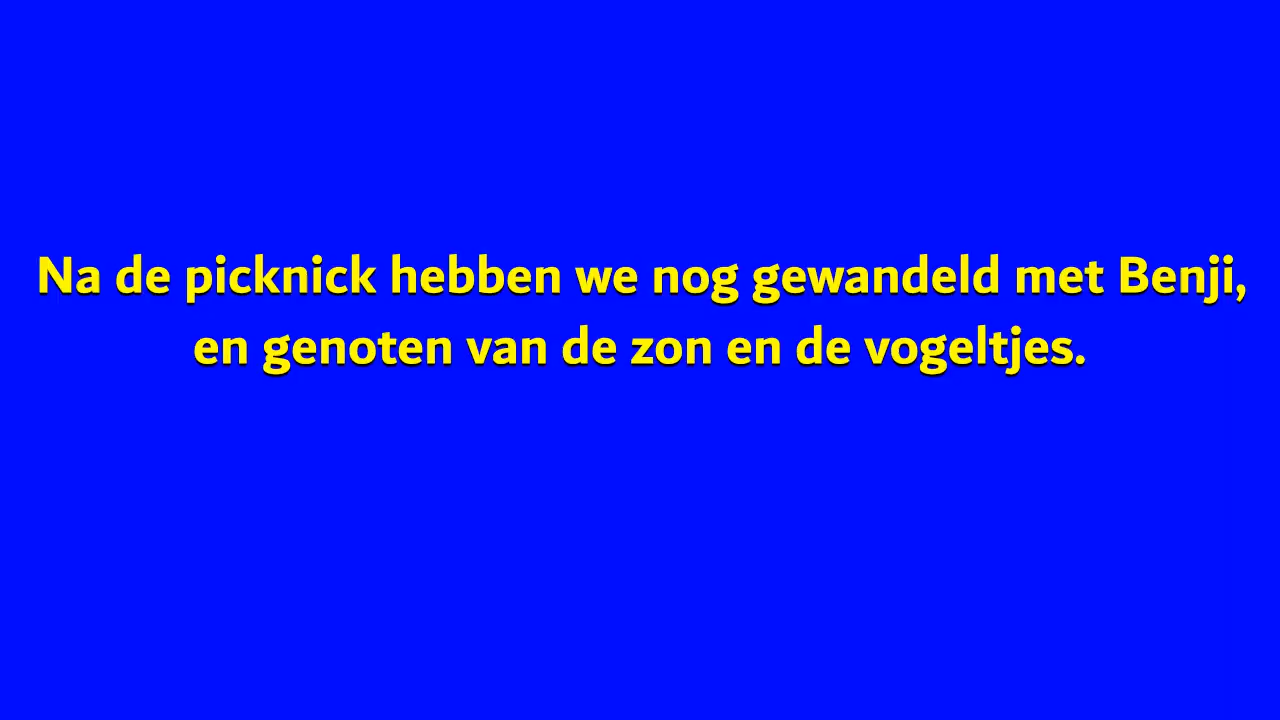 Na de picknick hebben we nog gewandeld met Benji,
en genoten van de zon en de vogeltjes.